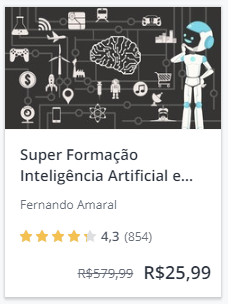 Super Formação
Inteligência Artificial e...
Fernando Amaral
4,3 (854)
R$579,99 R$25,99